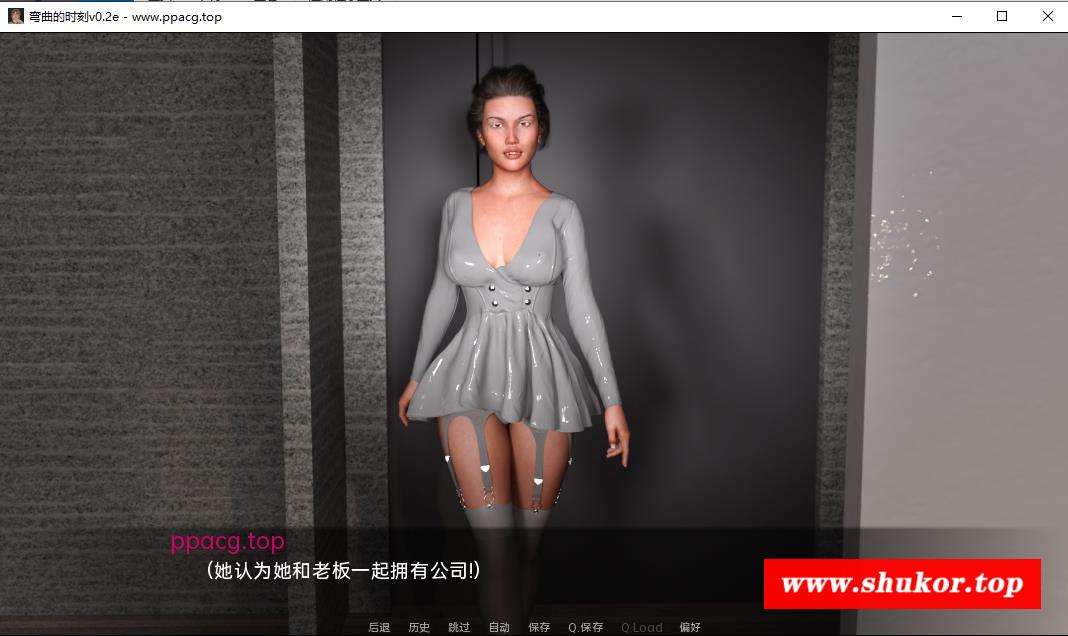 弯曲的时刻v0.2e - www.ppacg.top
ppacg.top
(她认为她和老板一起拥有公司!)
www.shukor.top
后退 历史 跳过 自动 保存 Q.保存 Q.Load 偏好